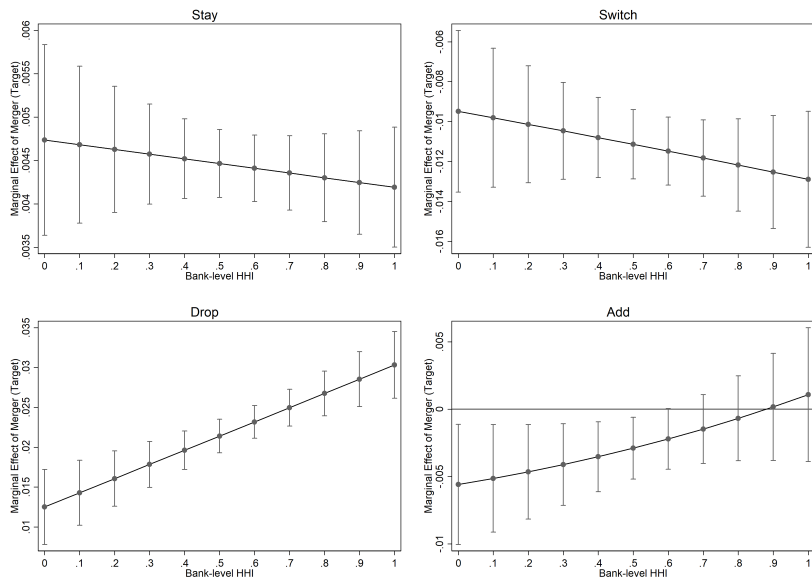 Stay
Marginal Effect of Merger (Target)
.006
.0055
.005
.0045
.004
.0035
0 .1 .2 .3 .4 .5 .6 .7 .8 .9 1
Bank-level HHI
Switch
Marginal Effect of Merger (Target)
-.006
-.008
-.01
-.012
-.014
-.016
0 .1 .2 .3 .4 .5 .6 .7 .8 .9 1
Bank-level HHI
Drop
Marginal Effect of Merger (Target)
.035
.03
.025
.02
.015
.01
0 .1 .2 .3 .4 .5 .6 .7 .8 .9 1
Bank-level HHI
Add
Marginal Effect of Merger (Target)
.005
0
-.005
-.01
0 .1 .2 .3 .4 .5 .6 .7 .8 .9 1
Bank-level HHI